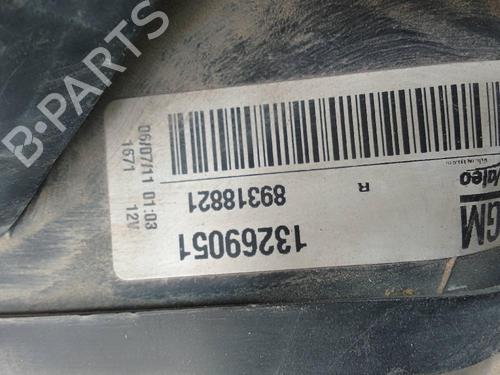 B-PARTS
GM
Valeo
R
13269051
89318821
06/07/11 01:03
1671 12V